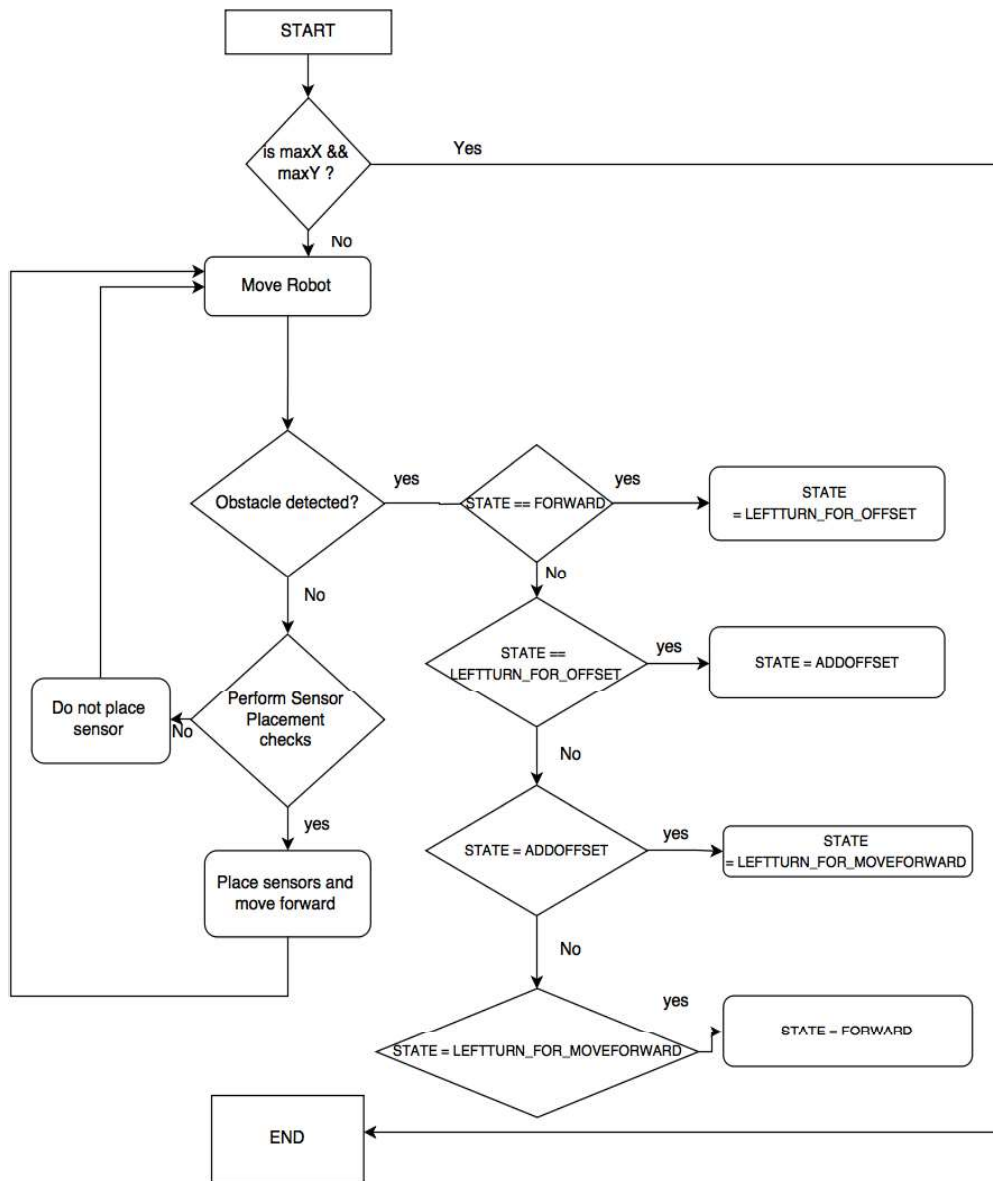 START
is maxX &&
maxY ?
Yes
No
Move Robot
Obstacle detected?
yes
STATE == FORWARD
yes
STATE
= LEFTTURN_FOR_OFFSET
No
No
STATE ==
LEFTTURN_FOR_OFFSET
yes
STATE = ADDOFFSET
Do not place
sensor
No
Perform Sensor
Placement
checks
No
yes
STATE = ADDOFFSET
yes
STATE
= LEFTTURN_FOR_MOVEFORWARD
Place sensors and
move forward
No
STATE = LEFTTURN_FOR_MOVEFORWARD
yes
STATE = FORWARD
END